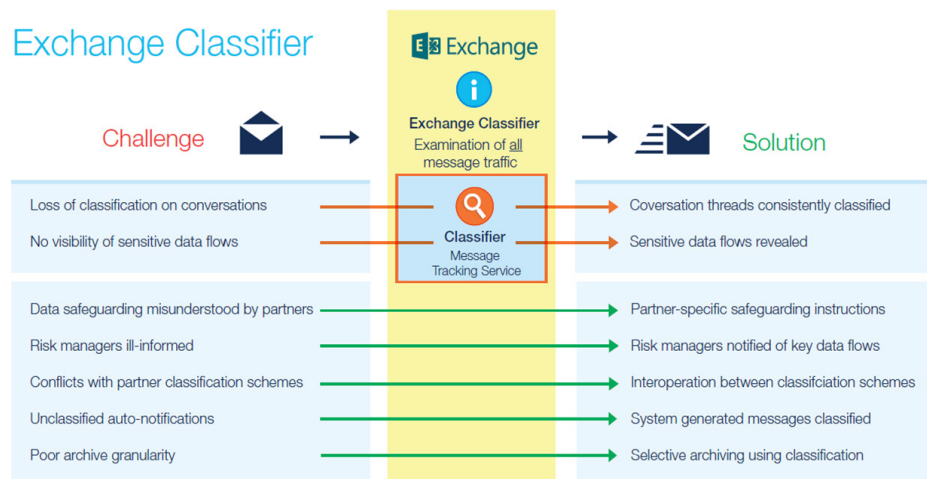 Exchange Classifier
Exchange
Exchange Classifier
Examination of all
message traffic
Challenge
Solution
Loss of classification on conversations
Coversation threads consistently classified
No visibility of sensitive data flows
Sensitive data flows revealed
Classifier
Message
Tracking Service
Data safeguarding misunderstood by partners
Partner-specific safeguarding instructions
Risk managers ill-informed
Risk managers notified of key data flows
Conflicts with partner classification schemes
Interoperation between classifciation schemes
Unclassified auto-notifications
System generated messages classified
Poor archive granularity
Selective archiving using classification